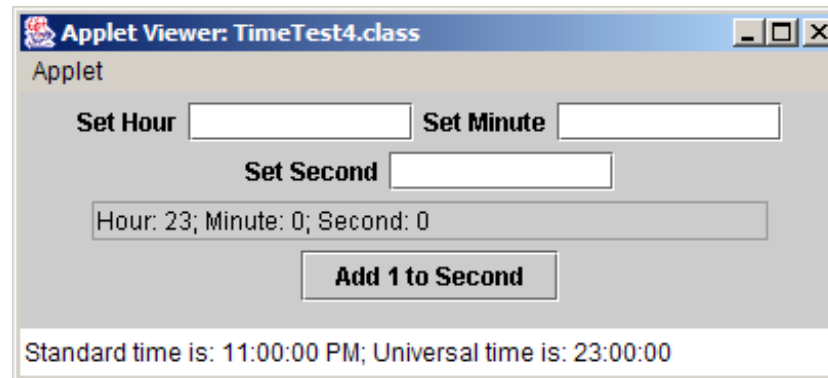 Applet Viewer: TimeTest4.class
Applet
Set Hour Set Minute
Set Second
Hour: 23; Minute: 0; Second: 0
Add 1 to Second
Standard time is: 11:00:00 PM; Universal time is: 23:00:00